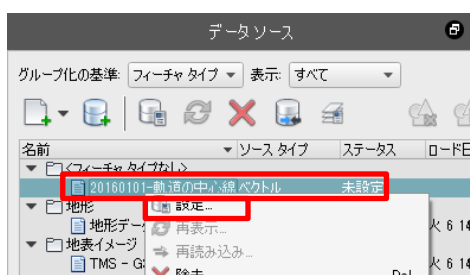 データ ソース
グループ化の基準: フィーチャ タイプ 表示: すべて
名前 ソース タイプ ステータス ロードE
<フィーチャ タイプなし>
20160101-軌道の中心線 ベクトル 未設定
地形 設定...
地形デー 再表示... 火 6 14
地表イメージ 再読み込み...
TMS - G 除去 Del 火 6 14